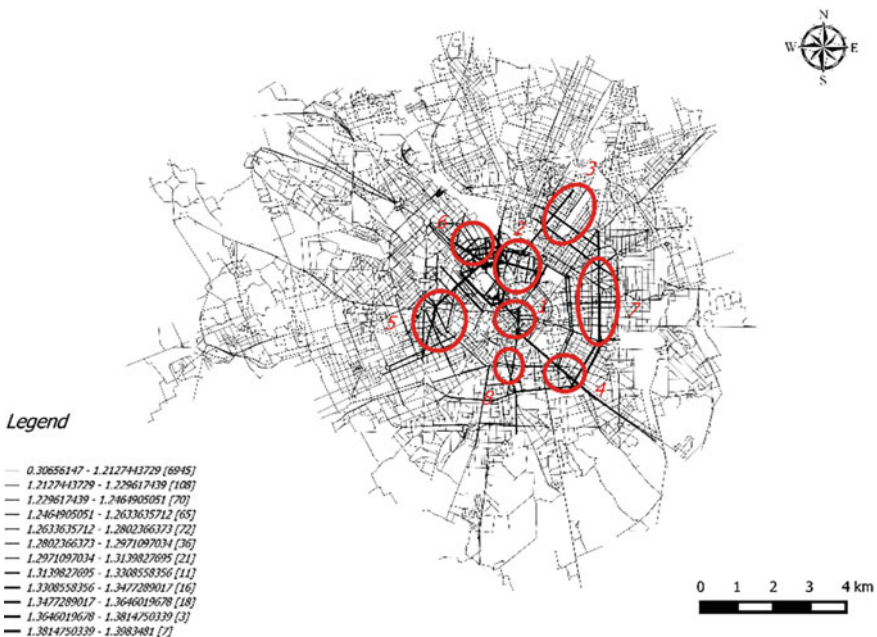 N
W E
S
3
6
2
1
5
7
4
8
Legend
0.30656147 - 1.2127443729 [6945]
1.2127443729 - 1.229617439 [108]
1.229617439 - 1.2464905051 [70]
1.2464905051 - 1.2633635712 [65]
1.2633635712 - 1.2802366373 [72]
1.2802366373 - 1.2971097034 [36]
1.2971097034 - 1.3139827695 [21]
1.3139827695 - 1.3308558356 [11]
1.3308558356 - 1.3477289017 [16]
1.3477289017 - 1.3646019678 [18]
1.3646019678 - 1.3814750339 [3]
1.3814750339 - 1.3983481 [7]
0 1 2 3 4 km